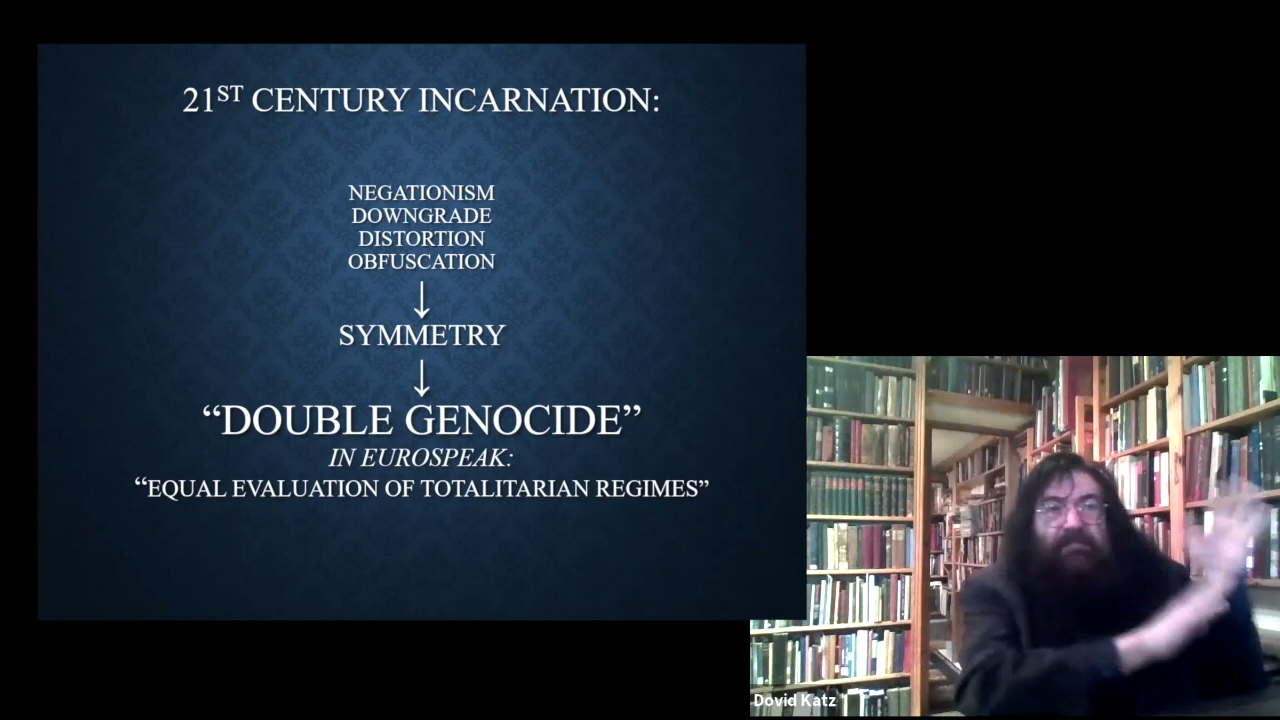 21ST CENTURY INCARNATION:
NEGATIONISM
DOWNGRADE
DISTORTION
OBFUSCATION
SYMMETRY
“DOUBLE GENOCIDE”
IN EUROSPEAK:
“EQUAL EVALUATION OF TOTALITARIAN REGIMES”
Dovid Katz